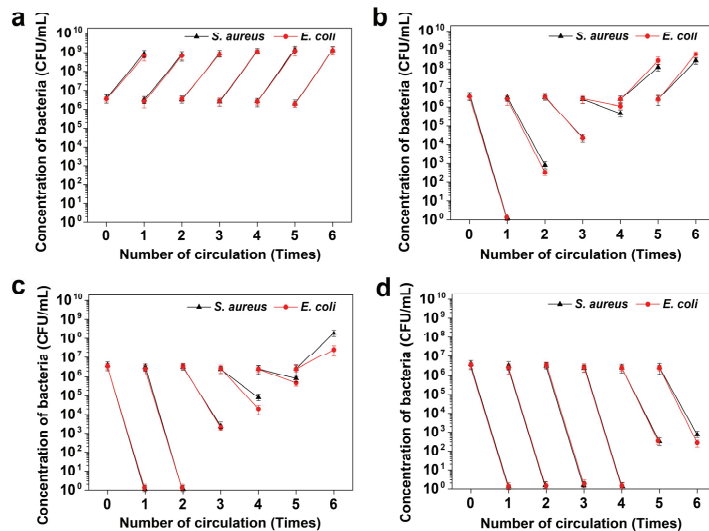 a
S. aureus E. coli
Concentration of bacteria (CFU/mL)
10^10
10^9
10^8
10^7
10^6
10^5
10^4
10^3
10^2
10^1
10^0
0 1 2 3 4 5 6
Number of circulation (Times)
b
S. aureus E. coli
Concentration of bacteria (CFU/mL)
10^10
10^9
10^8
10^7
10^6
10^5
10^4
10^3
10^2
10^1
10^0
0 1 2 3 4 5 6
Number of circulation (Times)
c
S. aureus E. coli
Concentration of bacteria (CFU/mL)
10^10
10^9
10^8
10^7
10^6
10^5
10^4
10^3
10^2
10^1
10^0
0 1 2 3 4 5 6
Number of circulation (Times)
d
S. aureus E. coli
Concentration of bacteria (CFU/mL)
10^10
10^9
10^8
10^7
10^6
10^5
10^4
10^3
10^2
10^1
10^0
0 1 2 3 4 5 6
Number of circulation (Times)